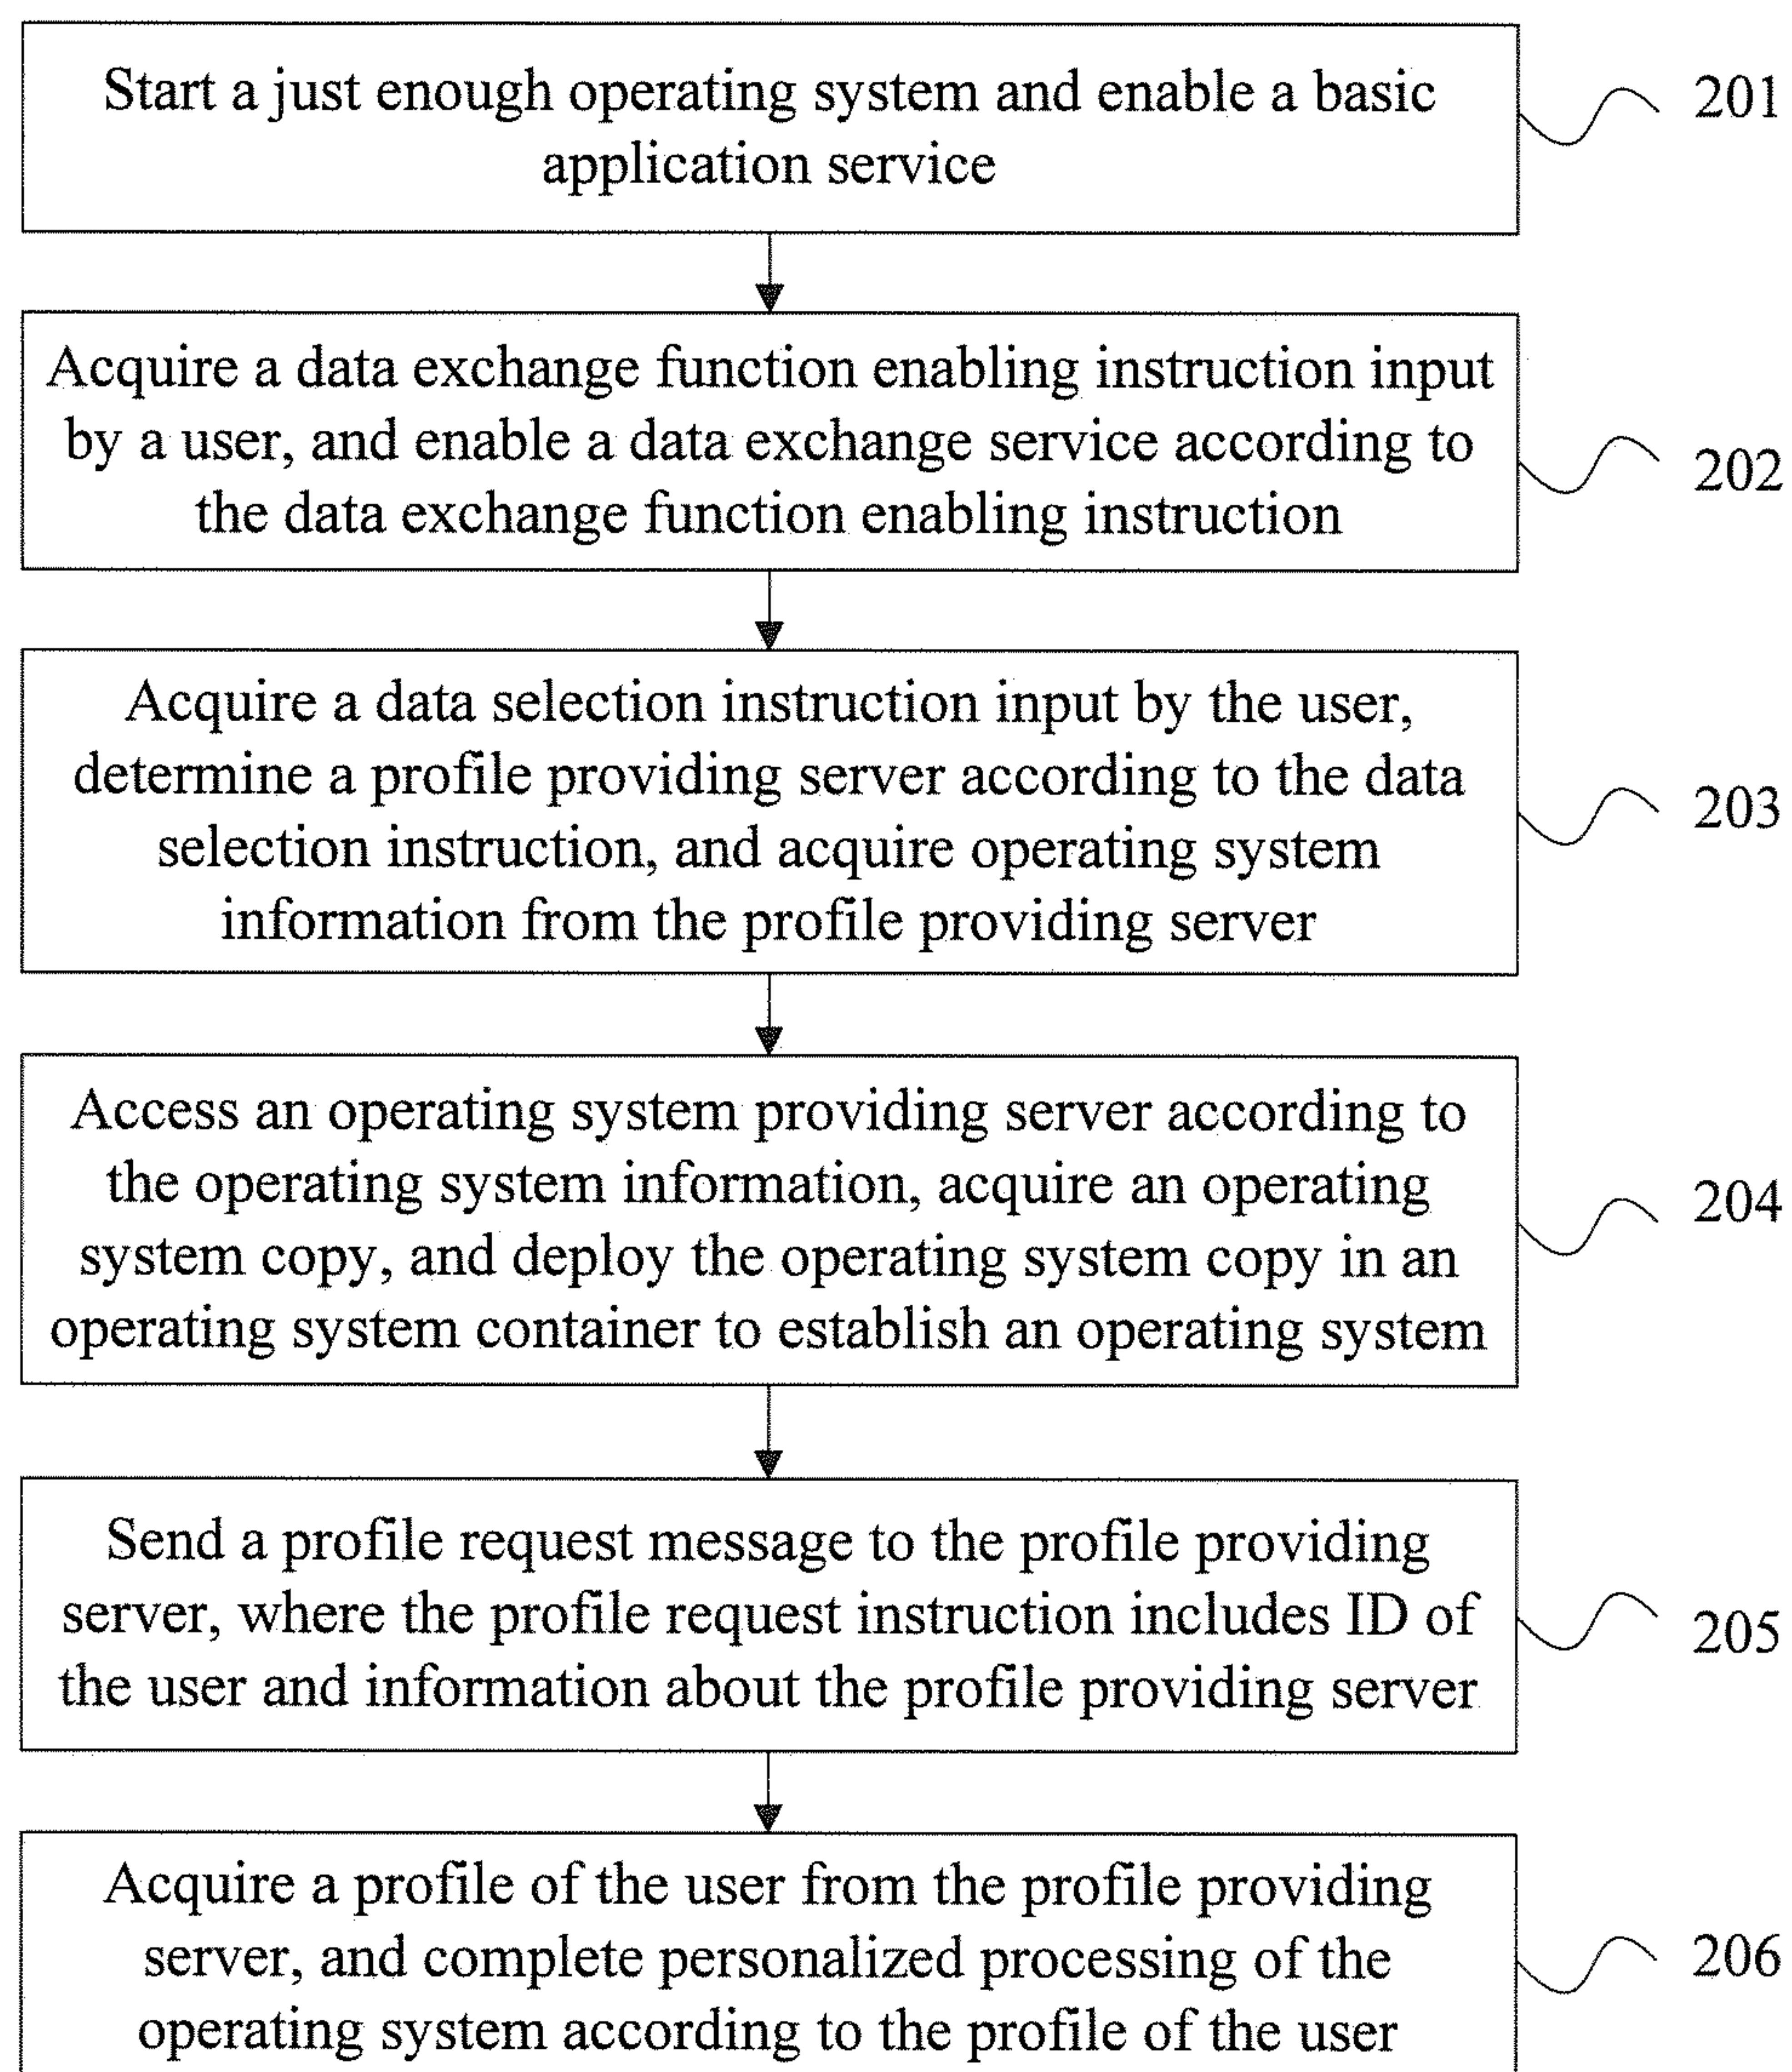 Start a just enough operating system and enable a basic
application service
201
Acquire a data exchange function enabling instruction input
by a user, and enable a data exchange service according to
the data exchange function enabling instruction
202
Acquire a data selection instruction input by the user,
determine a profile providing server according to the data
selection instruction, and acquire operating system
information from the profile providing server
203
Access an operating system providing server according to
the operating system information, acquire an operating
system copy, and deploy the operating system copy in an
operating system container to establish an operating system
204
Send a profile request message to the profile providing
server, where the profile request instruction includes ID of
the user and information about the profile providing server
205
Acquire a profile of the user from the profile providing
server, and complete personalized processing of the
operating system according to the profile of the user
206